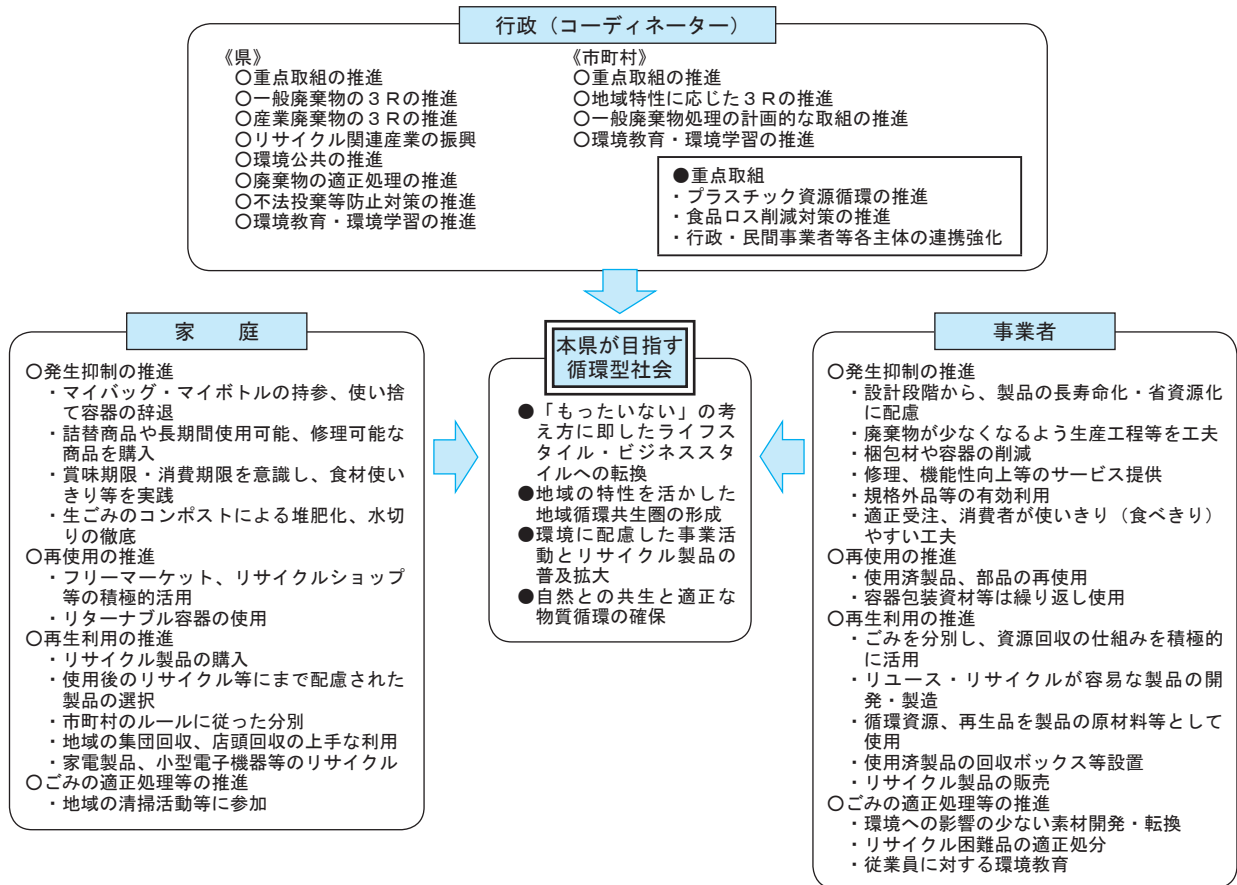 行政（コーディネーター）
《県》
○重点取組の推進
○一般廃棄物の３Ｒの推進
○産業廃棄物の３Ｒの推進
○リサイクル関連産業の振興
○環境公共の推進
○廃棄物の適正処理の推進
○不法投棄等防止対策の推進
○環境教育・環境学習の推進
《市町村》
○重点取組の推進
○地域特性に応じた３Ｒの推進
○一般廃棄物処理の計画的な取組の推進
○環境教育・環境学習の推進
●重点取組
・プラスチック資源循環の推進
・食品ロス削減対策の推進
・行政・民間事業者等各主体の連携強化
家　　庭
○発生抑制の推進
・マイバッグ・マイボトルの持参、使い捨
て容器の辞退
・詰替商品や長期間使用可能、修理可能な
商品を購入
・賞味期限・消費期限を意識し、食材使い
きり等を実践
・生ごみのコンポストによる堆肥化、水切
りの徹底
○再使用の推進
・フリーマーケット、リサイクルショップ
等の積極的活用
・リターナブル容器の使用
○再生利用の推進
・リサイクル製品の購入
・使用後のリサイクル等にまで配慮された
製品の選択
・市町村のルールに従った分別
・地域の集団回収、店頭回収の上手な利用
・家電製品、小型電子機器等のリサイクル
○ごみの適正処理等の推進
・地域の清掃活動等に参加
本県が目指す
循環型社会
●「もったいない」の考
え方に即したライフス
タイル・ビジネススタ
イルへの転換
●地域の特性を活かした
地域循環共生圏の形成
●環境に配慮した事業活
動とリサイクル製品の
普及拡大
●自然との共生と適正な
物質循環の確保
事業者
○発生抑制の推進
・設計段階から、製品の長寿命化・省資源化
に配慮
・廃棄物が少なくなるよう生産工程等を工夫
・梱包材や容器の削減
・修理、機能性向上等のサービス提供
・規格外品等の有効利用
・適正受注、消費者が使いきり（食べきり）
やすい工夫
○再使用の推進
・使用済製品、部品の再使用
・容器包装資材等は繰り返し使用
○再生利用の推進
・ごみを分別し、資源回収の仕組みを積極的
に活用
・リユース・リサイクルが容易な製品の開
発・製造
・循環資源、再生品を製品の原材料等として
使用
・使用済製品の回収ボックス等設置
・リサイクル製品の販売
○ごみの適正処理等の推進
・環境への影響の少ない素材開発・転換
・リサイクル困難品の適正処分
・従業員に対する環境教育